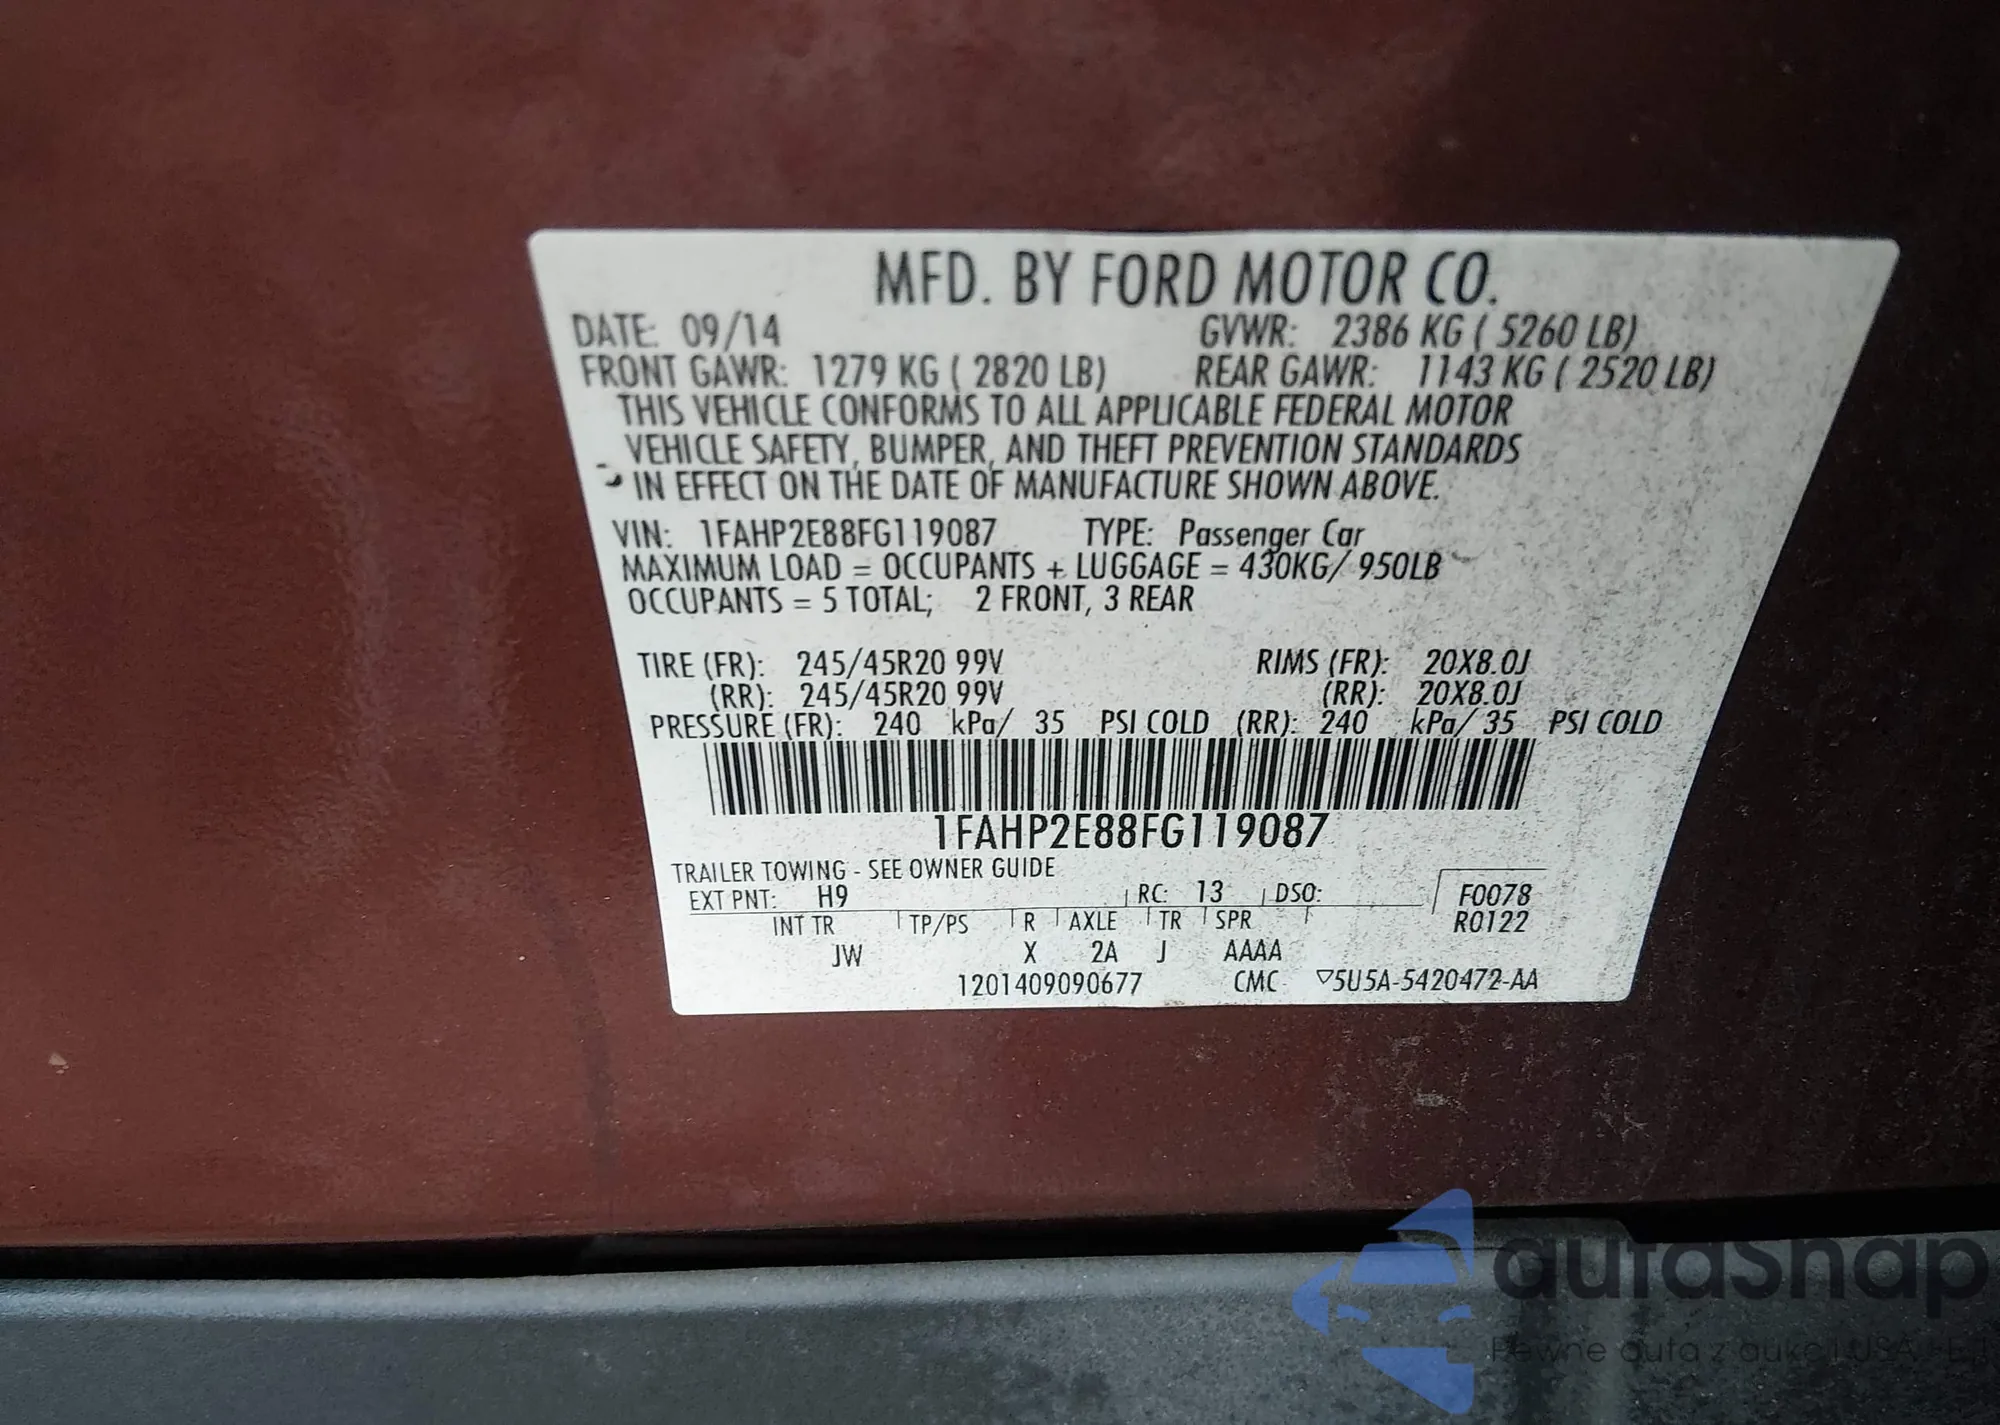 MFD. BY FORD MOTOR CO.
DATE: 09/14 GVWR: 2386 KG ( 5260 LB)
FRONT GAWR: 1279 KG ( 2820 LB) REAR GAWR: 1143 KG ( 2520 LB)
THIS VEHICLE CONFORMS TO ALL APPLICABLE FEDERAL MOTOR
VEHICLE SAFETY, BUMPER, AND THEFT PREVENTION STANDARDS
IN EFFECT ON THE DATE OF MANUFACTURE SHOWN ABOVE.
VIN: 1FAHP2E88FG119087 TYPE: Passenger Car
MAXIMUM LOAD = OCCUPANTS + LUGGAGE = 430KG/ 950LB
OCCUPANTS = 5 TOTAL; 2 FRONT, 3 REAR
TIRE (FR): 245/45R20 99V RIMS (FR): 20X8.0J
(RR): 245/45R20 99V (RR): 20X8.0J
PRESSURE (FR): 240 kPa/ 35 PSI COLD (RR): 240 kPa/ 35 PSI COLD
1FAHP2E88FG119087
TRAILER TOWING - SEE OWNER GUIDE
EXT PNT: H9 RC: 13 DSO: F0078
INT TR TP/PS R AXLE TR SPR R0122
JW X 2A J AAAA
1201409090677 CMC ▽5U5A-5420472-AA
autaSnap
Pewne auta z aukcji USA i EU